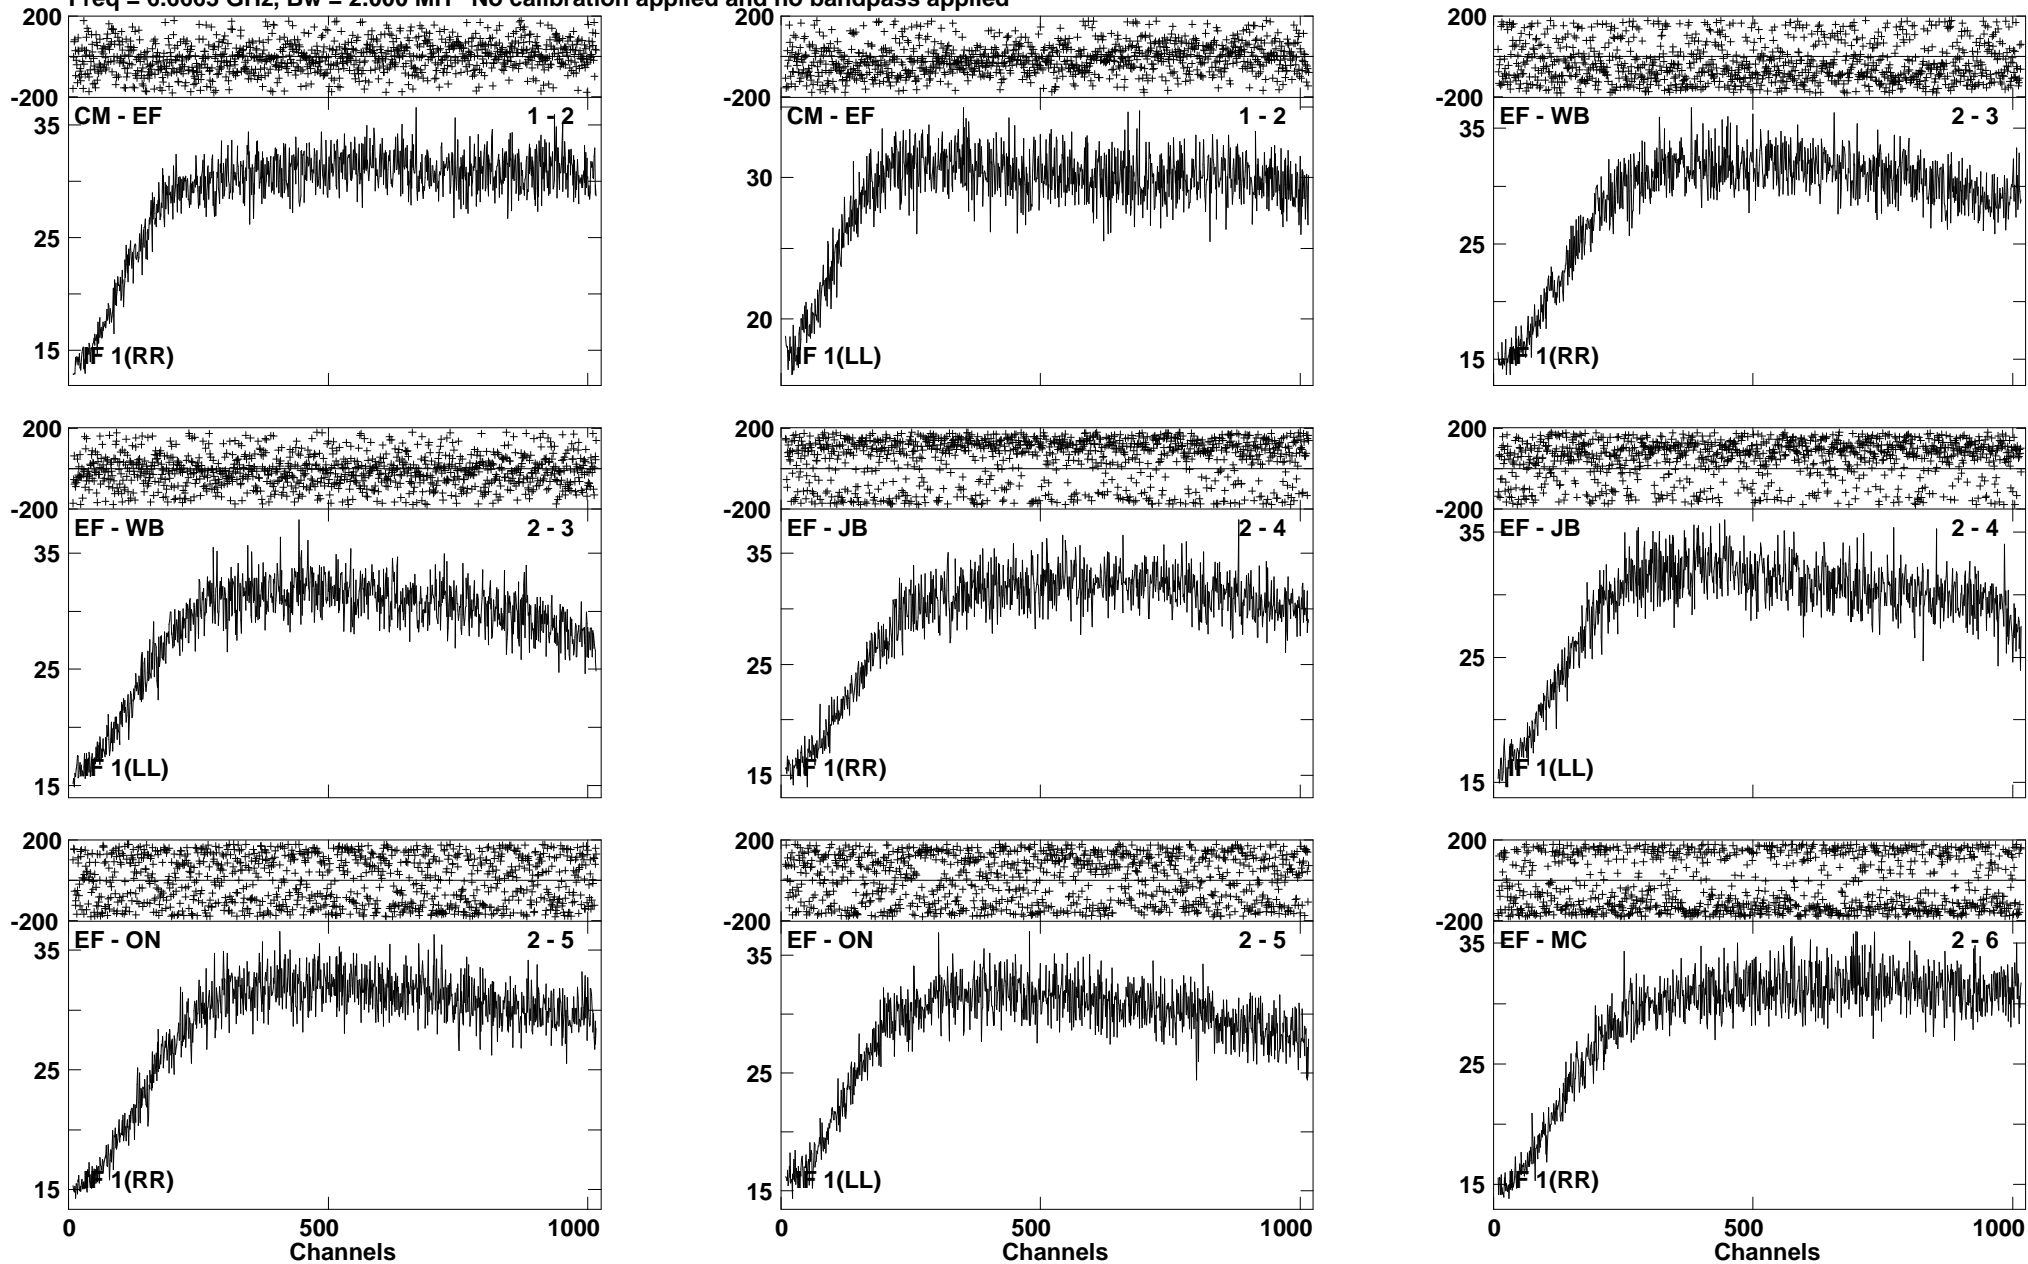 No calibration applied and no bandpass applied
200
-200
CM - EF 1 - 2
35
25
15
IF 1(RR)
CM - EF 1 - 2
30
20
IF 1(LL)
200
-200
EF - WB 2 - 3
35
25
15
IF 1(RR)
200
-200
EF - WB 2 - 3
35
25
15
IF 1(LL)
200
-200
EF - JB 2 - 4
35
25
15
IF 1(RR)
200
-200
EF - JB 2 - 4
35
25
15
IF 1(LL)
200
-200
EF - ON 2 - 5
35
25
15
IF 1(RR)
0 500 1000
Channels
200
-200
EF - ON 2 - 5
35
25
15
IF 1(LL)
0 500 1000
Channels
200
-200
EF - MC 2 - 6
35
25
15
IF 1(RR)
0 500 1000
Channels